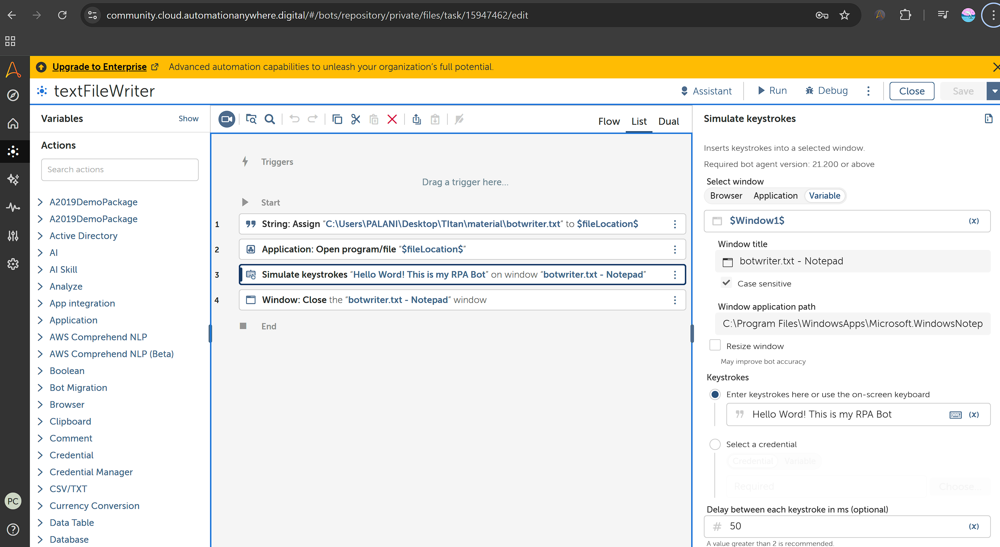 community.cloud.automationanywhere.digital/#/bots/repository/private/files/task/15947462/edit
Upgrade to Enterprise Advanced automation capabilities to unleash your organization’s full potential.
textFileWriter
Assistant
Run
Debug
Close
Save
Variables
Show
Actions
Search actions
A2019DemoPackage
A2019DemoPackage
Active Directory
AI
AI Skill
Analyze
App integration
Application
AWS Comprehend NLP
AWS Comprehend NLP (Beta)
Boolean
Bot Migration
Browser
Clipboard
Comment
Credential
Credential Manager
CSV/TXT
Currency Conversion
Data Table
Database
PC
Flow
List
Dual
Triggers
Drag a trigger here...
Start
1 String: Assign “C:\Users\PALANI\Desktop\TItan\material\botwriter.txt” to $fileLocation$
2 Application: Open program/file “$fileLocation$”
3 Simulate keystrokes “Hello Word! This is my RPA Bot” on window “botwriter.txt - Notepad”
4 Window: Close the “botwriter.txt - Notepad” window
End
Simulate keystrokes
Inserts keystrokes into a selected window.
Required bot agent version: 21.200 or above
Select window
Browser Application Variable
$Window1$ (x)
Window title
botwriter.txt - Notepad
Case sensitive
Window application path
C:\Program Files\WindowsApps\Microsoft.WindowsNotep
Resize window
May improve bot accuracy
Keystrokes
Enter keystrokes here or use the on-screen keyboard
Hello Word! This is my RPA Bot (x)
Select a credential
Credential Variable
Required Choose...
Delay between each keystroke in ms (optional)
# 50 (x)
A value greater than 2 is recommended.